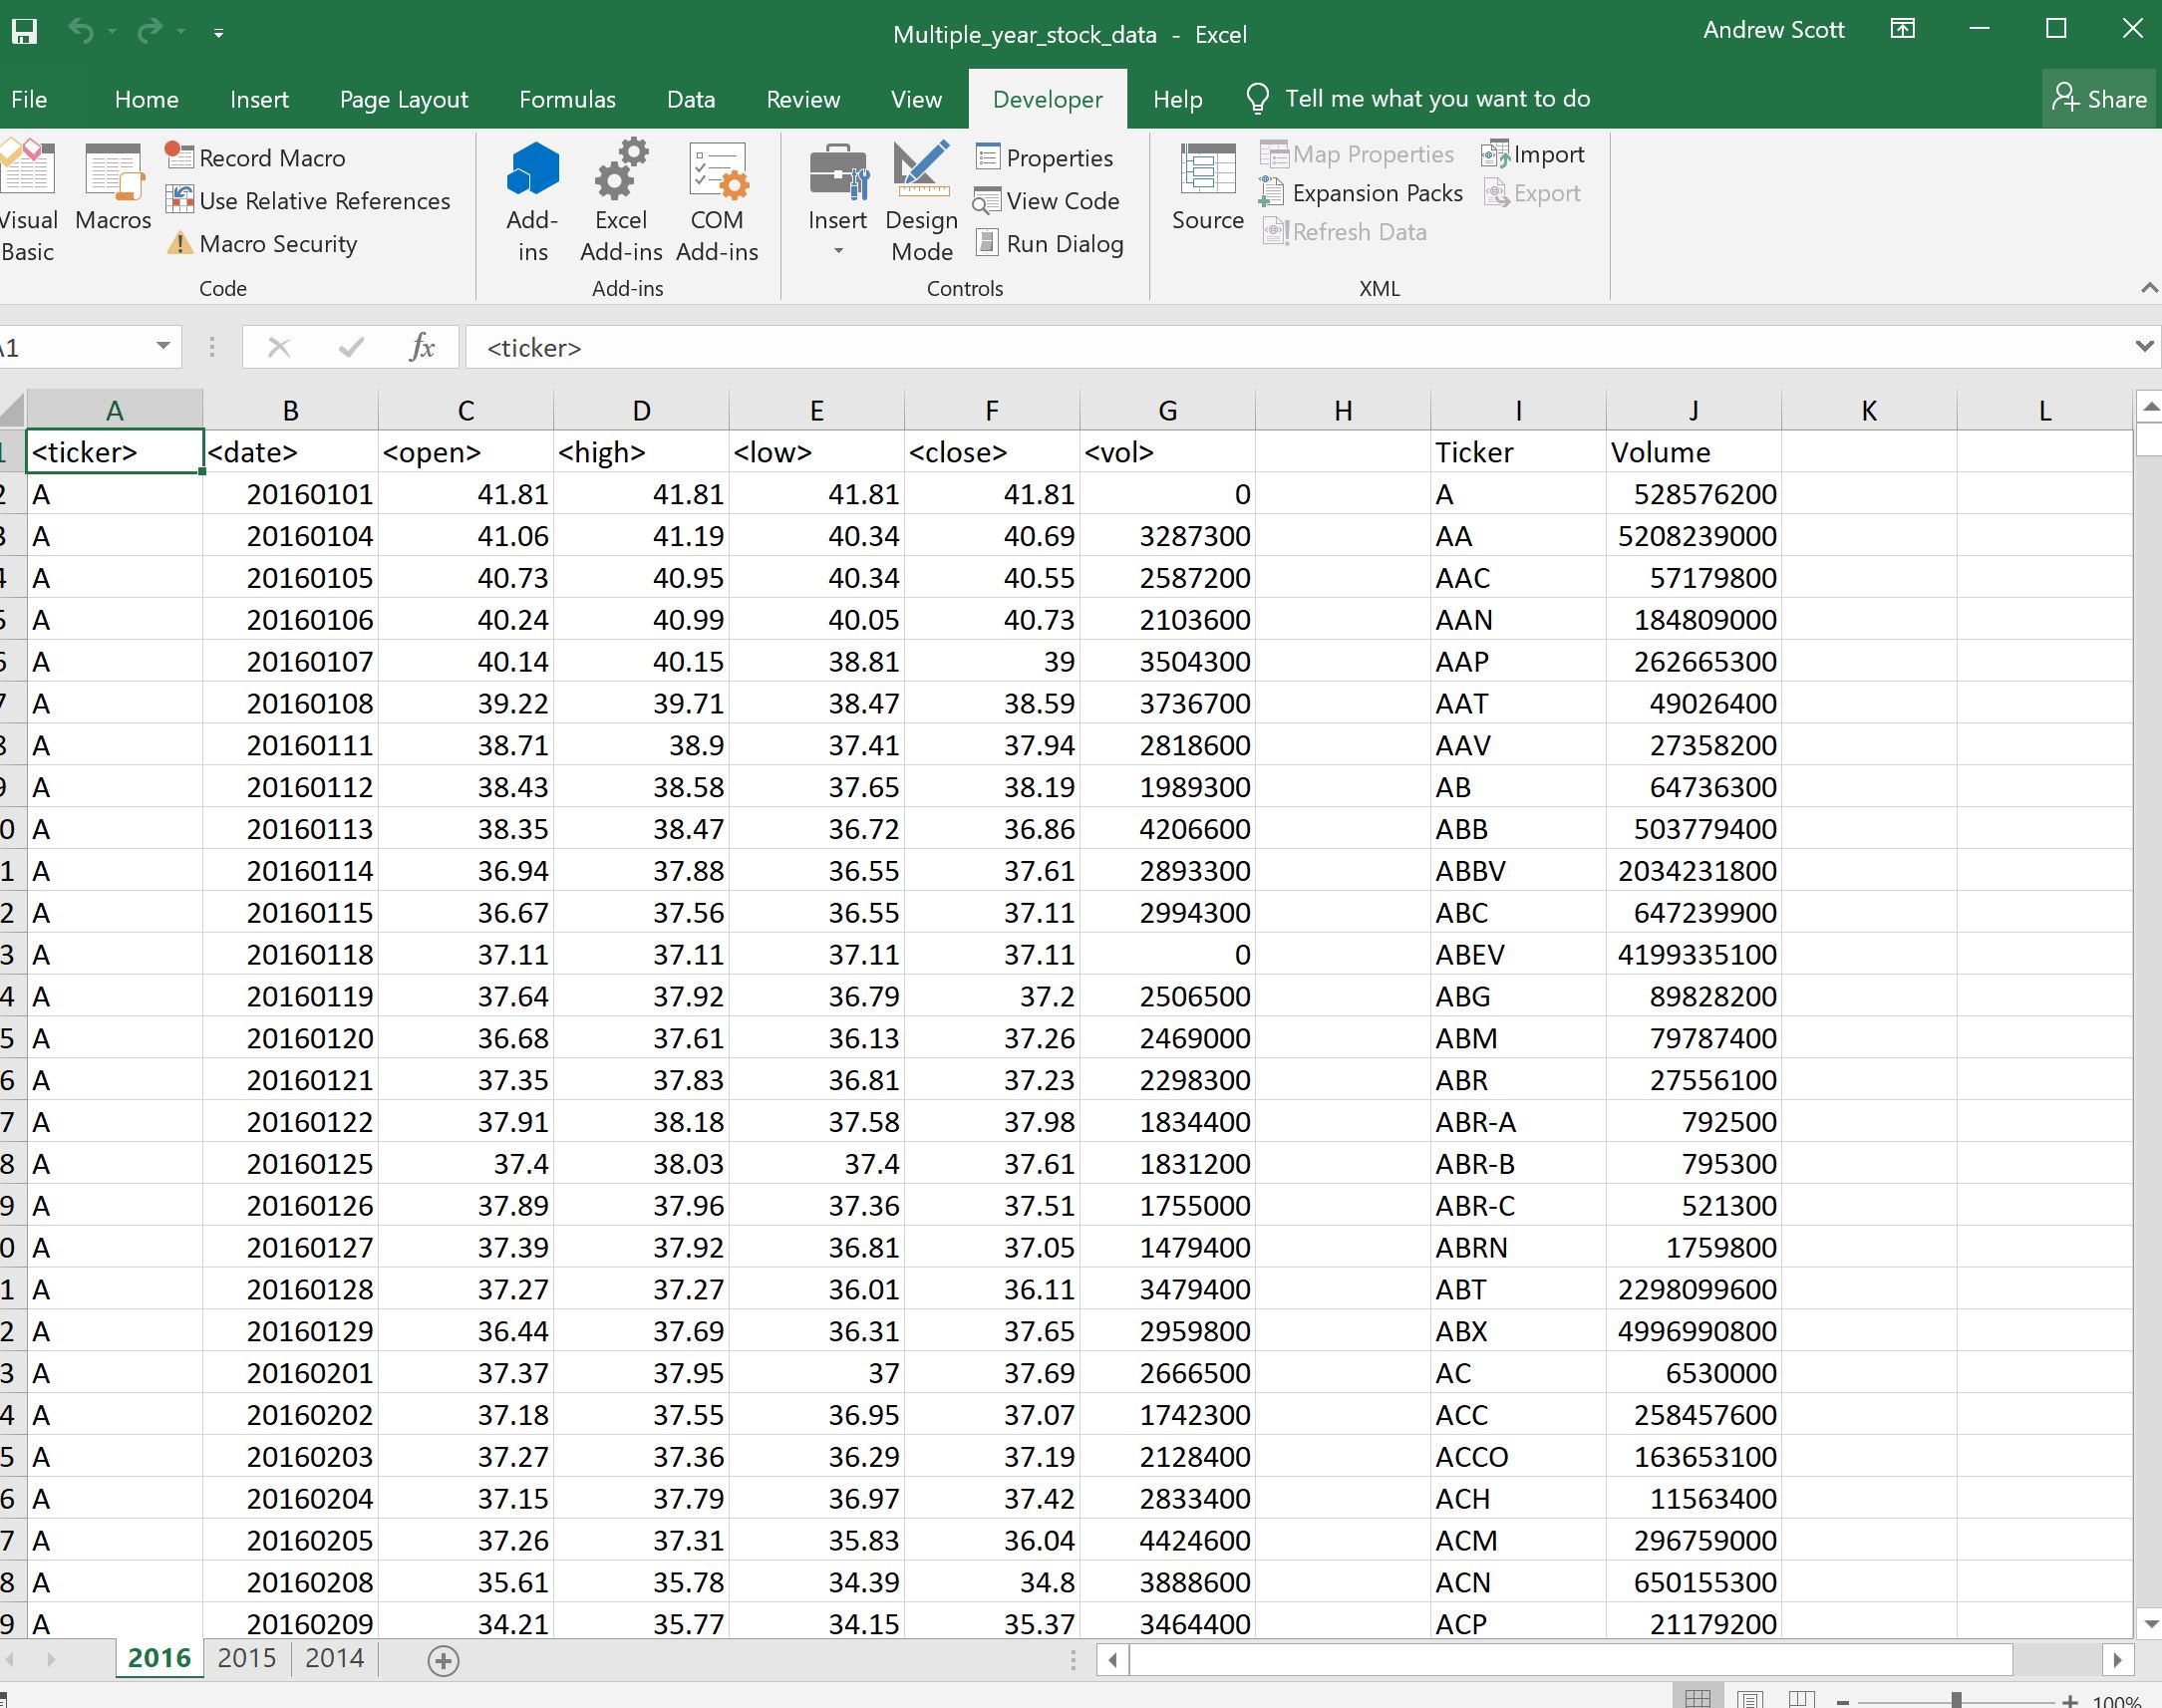 Multiple_year_stock_data - Excel
Andrew Scott
File Home Insert Page Layout Formulas Data Review View Developer Help Tell me what you want to do Share
Visual Basic
Macros
Record Macro
Use Relative References
Macro Security
Code
Add-ins
Excel Add-ins
COM Add-ins
Add-ins
Insert
Design Mode
Properties
View Code
Run Dialog
Controls
Source
Map Properties
Expansion Packs
Refresh Data
Import
Export
XML
A1 fx <ticker>
A B C D E F G H I J K L
1 <ticker> <date> <open> <high> <low> <close> <vol> Ticker Volume
2 A 20160101 41.81 41.81 41.81 41.81 0 A 528576200
3 A 20160104 41.06 41.19 40.34 40.69 3287300 AA 5208239000
4 A 20160105 40.73 40.95 40.34 40.55 2587200 AAC 57179800
5 A 20160106 40.24 40.99 40.05 40.73 2103600 AAN 184809000
6 A 20160107 40.14 40.15 38.81 39 3504300 AAP 262665300
7 A 20160108 39.22 39.71 38.47 38.59 3736700 AAT 49026400
8 A 20160111 38.71 38.9 37.41 37.94 2818600 AAV 27358200
9 A 20160112 38.43 38.58 37.65 38.19 1989300 AB 64736300
0 A 20160113 38.35 38.47 36.72 36.86 4206600 ABB 503779400
1 A 20160114 36.94 37.88 36.55 37.61 2893300 ABBV 2034231800
2 A 20160115 36.67 37.56 36.55 37.11 2994300 ABC 647239900
3 A 20160118 37.11 37.11 37.11 37.11 0 ABEV 4199335100
4 A 20160119 37.64 37.92 36.79 37.2 2506500 ABG 89828200
5 A 20160120 36.68 37.61 36.13 37.26 2469000 ABM 79787400
6 A 20160121 37.35 37.83 36.81 37.23 2298300 ABR 27556100
7 A 20160122 37.91 38.18 37.58 37.98 1834400 ABR-A 792500
8 A 20160125 37.4 38.03 37.4 37.61 1831200 ABR-B 795300
9 A 20160126 37.89 37.96 37.36 37.51 1755000 ABR-C 521300
0 A 20160127 37.39 37.92 36.81 37.05 1479400 ABRN 1759800
1 A 20160128 37.27 37.27 36.01 36.11 3479400 ABT 2298099600
2 A 20160129 36.44 37.69 36.31 37.65 2959800 ABX 4996990800
3 A 20160201 37.37 37.95 37 37.69 2666500 AC 6530000
4 A 20160202 37.18 37.55 36.95 37.07 1742300 ACC 258457600
5 A 20160203 37.27 37.36 36.29 37.19 2128400 ACCO 163653100
6 A 20160204 37.15 37.79 36.97 37.42 2833400 ACH 11563400
7 A 20160205 37.26 37.31 35.83 36.04 4424600 ACM 296759000
8 A 20160208 35.61 35.78 34.39 34.8 3888600 ACN 650155300
9 A 20160209 34.21 35.77 34.15 35.37 3464400 ACP 21179200
2016 2015 2014
100%